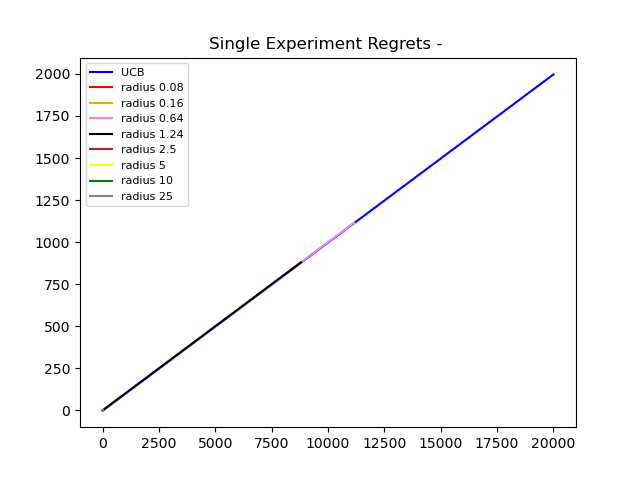 Single Experiment Regrets -
2000
1750
1500
1250
1000
750
500
250
0
UCB
radius 0.08
radius 0.16
radius 0.64
radius 1.24
radius 2.5
radius 5
radius 10
radius 25
0 2500 5000 7500 10000 12500 15000 17500 20000